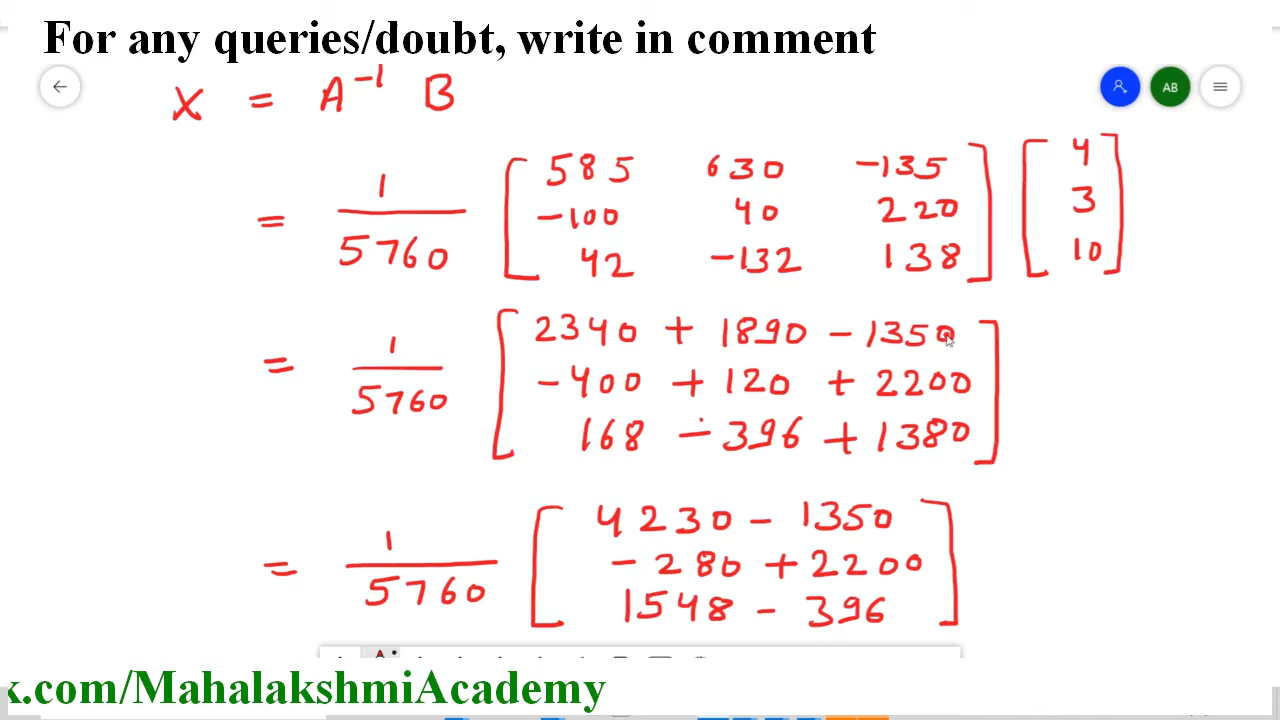 For any queries/doubt, write in comment
AB
X = A⁻¹ B
= 1/5760 [585 630 -135] [4]
[-100 40 220] [3]
[42 -132 138] [10]
= 1/5760 [2340 + 1890 - 1350]
[-400 + 120 + 2200]
[168 - 396 + 1380]
= 1/5760 [4230 - 1350]
[-280 + 2200]
[1548 - 396]
k.com/MahalakshmiAcademy